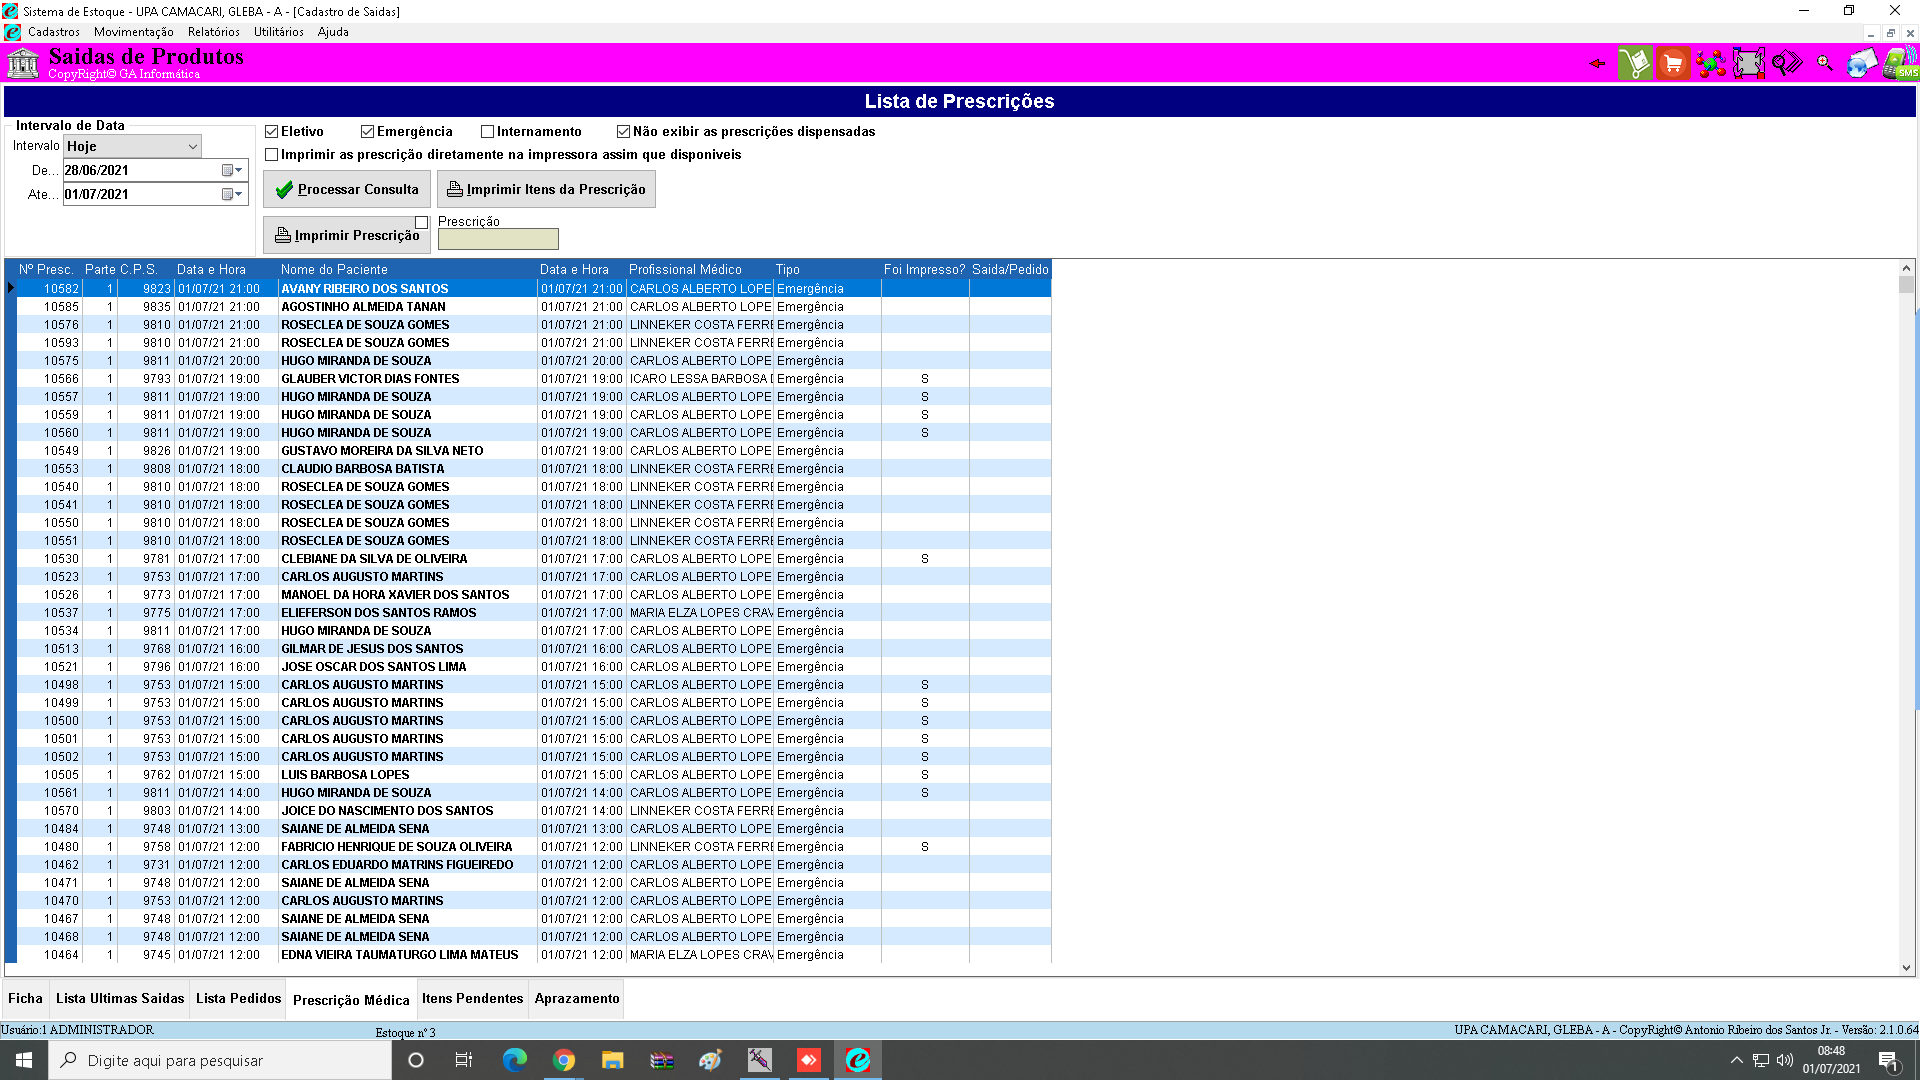 Sistema de Estoque - UPA CAMACARI, GLEBA - A - [Cadastro de Saidas]
Cadastros Movimentação Relatórios Utilitários Ajuda
Saidas de Produtos
CopyRight© GA Informática
SMS
Lista de Prescrições
Intervalo de Data
Eletivo Emergência Internamento Não exibir as prescrições dispensadas
Intervalo Hoje
Imprimir as prescrição diretamente na impressora assim que disponiveis
De... 28/06/2021
Ate... 01/07/2021
Processar Consulta Imprimir Itens da Prescrição
Imprimir Prescrição Prescrição
Nº Presc. Parte C.P.S. Data e Hora Nome do Paciente Data e Hora Profissional Médico Tipo Foi Impresso? Saida/Pedido
10582 1 9823 01/07/21 21:00 AVANY RIBEIRO DOS SANTOS 01/07/21 21:00 CARLOS ALBERTO LOPE Emergência
10585 1 9835 01/07/21 21:00 AGOSTINHO ALMEIDA TANAN 01/07/21 21:00 CARLOS ALBERTO LOPE Emergência
10576 1 9810 01/07/21 21:00 ROSECLEA DE SOUZA GOMES 01/07/21 21:00 LINNEKER COSTA FERRE Emergência
10593 1 9810 01/07/21 21:00 ROSECLEA DE SOUZA GOMES 01/07/21 21:00 LINNEKER COSTA FERRE Emergência
10575 1 9811 01/07/21 20:00 HUGO MIRANDA DE SOUZA 01/07/21 20:00 CARLOS ALBERTO LOPE Emergência
10566 1 9793 01/07/21 19:00 GLAUBER VICTOR DIAS FONTES 01/07/21 19:00 ICARO LESSA BARBOSA Emergência S
10557 1 9811 01/07/21 19:00 HUGO MIRANDA DE SOUZA 01/07/21 19:00 CARLOS ALBERTO LOPE Emergência S
10559 1 9811 01/07/21 19:00 HUGO MIRANDA DE SOUZA 01/07/21 19:00 CARLOS ALBERTO LOPE Emergência S
10560 1 9811 01/07/21 19:00 HUGO MIRANDA DE SOUZA 01/07/21 19:00 CARLOS ALBERTO LOPE Emergência S
10549 1 9826 01/07/21 19:00 GUSTAVO MOREIRA DA SILVA NETO 01/07/21 19:00 CARLOS ALBERTO LOPE Emergência
10553 1 9808 01/07/21 18:00 CLAUDIO BARBOSA BATISTA 01/07/21 18:00 LINNEKER COSTA FERRE Emergência
10540 1 9810 01/07/21 18:00 ROSECLEA DE SOUZA GOMES 01/07/21 18:00 LINNEKER COSTA FERRE Emergência
10541 1 9810 01/07/21 18:00 ROSECLEA DE SOUZA GOMES 01/07/21 18:00 LINNEKER COSTA FERRE Emergência
10550 1 9810 01/07/21 18:00 ROSECLEA DE SOUZA GOMES 01/07/21 18:00 LINNEKER COSTA FERRE Emergência
10551 1 9810 01/07/21 18:00 ROSECLEA DE SOUZA GOMES 01/07/21 18:00 LINNEKER COSTA FERRE Emergência
10530 1 9781 01/07/21 17:00 CLEBIANE DA SILVA DE OLIVEIRA 01/07/21 17:00 CARLOS ALBERTO LOPE Emergência S
10523 1 9753 01/07/21 17:00 CARLOS AUGUSTO MARTINS 01/07/21 17:00 CARLOS ALBERTO LOPE Emergência
10526 1 9773 01/07/21 17:00 MANOEL DA HORA XAVIER DOS SANTOS 01/07/21 17:00 CARLOS ALBERTO LOPE Emergência
10537 1 9775 01/07/21 17:00 ELIEFERSON DOS SANTOS RAMOS 01/07/21 17:00 MARIA ELZA LOPES CRAV Emergência
10534 1 9811 01/07/21 17:00 HUGO MIRANDA DE SOUZA 01/07/21 17:00 CARLOS ALBERTO LOPE Emergência
10513 1 9768 01/07/21 16:00 GILMAR DE JESUS DOS SANTOS 01/07/21 16:00 CARLOS ALBERTO LOPE Emergência
10521 1 9796 01/07/21 16:00 JOSE OSCAR DOS SANTOS LIMA 01/07/21 16:00 CARLOS ALBERTO LOPE Emergência
10498 1 9753 01/07/21 15:00 CARLOS AUGUSTO MARTINS 01/07/21 15:00 CARLOS ALBERTO LOPE Emergência S
10499 1 9753 01/07/21 15:00 CARLOS AUGUSTO MARTINS 01/07/21 15:00 CARLOS ALBERTO LOPE Emergência S
10500 1 9753 01/07/21 15:00 CARLOS AUGUSTO MARTINS 01/07/21 15:00 CARLOS ALBERTO LOPE Emergência S
10501 1 9753 01/07/21 15:00 CARLOS AUGUSTO MARTINS 01/07/21 15:00 CARLOS ALBERTO LOPE Emergência S
10502 1 9753 01/07/21 15:00 CARLOS AUGUSTO MARTINS 01/07/21 15:00 CARLOS ALBERTO LOPE Emergência S
10505 1 9762 01/07/21 15:00 LUIS BARBOSA LOPES 01/07/21 15:00 CARLOS ALBERTO LOPE Emergência S
10561 1 9811 01/07/21 14:00 HUGO MIRANDA DE SOUZA 01/07/21 14:00 CARLOS ALBERTO LOPE Emergência S
10570 1 9803 01/07/21 14:00 JOICE DO NASCIMENTO DOS SANTOS 01/07/21 14:00 LINNEKER COSTA FERRE Emergência
10484 1 9748 01/07/21 13:00 SAIANE DE ALMEIDA SENA 01/07/21 13:00 CARLOS ALBERTO LOPE Emergência
10480 1 9758 01/07/21 12:00 FABRICIO HENRIQUE DE SOUZA OLIVEIRA 01/07/21 12:00 LINNEKER COSTA FERRE Emergência S
10462 1 9731 01/07/21 12:00 CARLOS EDUARDO MATRINS FIGUEIREDO 01/07/21 12:00 CARLOS ALBERTO LOPE Emergência
10471 1 9748 01/07/21 12:00 SAIANE DE ALMEIDA SENA 01/07/21 12:00 CARLOS ALBERTO LOPE Emergência
10470 1 9753 01/07/21 12:00 CARLOS AUGUSTO MARTINS 01/07/21 12:00 CARLOS ALBERTO LOPE Emergência
10467 1 9748 01/07/21 12:00 SAIANE DE ALMEIDA SENA 01/07/21 12:00 CARLOS ALBERTO LOPE Emergência
10468 1 9748 01/07/21 12:00 SAIANE DE ALMEIDA SENA 01/07/21 12:00 CARLOS ALBERTO LOPE Emergência
10464 1 9745 01/07/21 12:00 EDNA VIEIRA TAUMATURGO LIMA MATEUS 01/07/21 12:00 MARIA ELZA LOPES CRAV Emergência
Ficha Lista Ultimas Saidas Lista Pedidos Prescrição Médica Itens Pendentes Aprazamento
Usuário:1 ADMINISTRADOR Estoque nº 3 UPA CAMACARI, GLEBA - A - CopyRight© Antonio Ribeiro dos Santos Jr. - Versão: 2.1.0.64
Digite aqui para pesquisar
08:48
01/07/2021
1